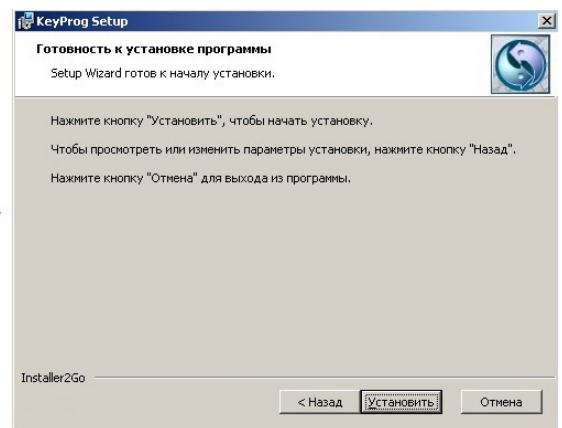 KeyProg Setup
Готовность к установке программы
Setup Wizard готов к началу установки.
Нажмите кнопку "Установить", чтобы начать установку.
Чтобы просмотреть или изменить параметры установки, нажмите кнопку "Назад".
Нажмите кнопку "Отмена" для выхода из программы.
Installer2Go
< Назад Установить Отмена